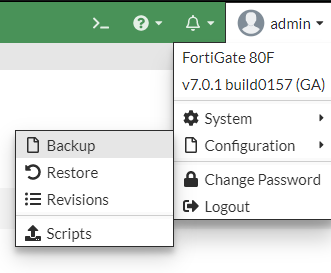 admin
FortiGate 80F
v7.0.1 build0157 (GA)
System
Configuration
Backup
Restore
Revisions
Scripts
Change Password
Logout